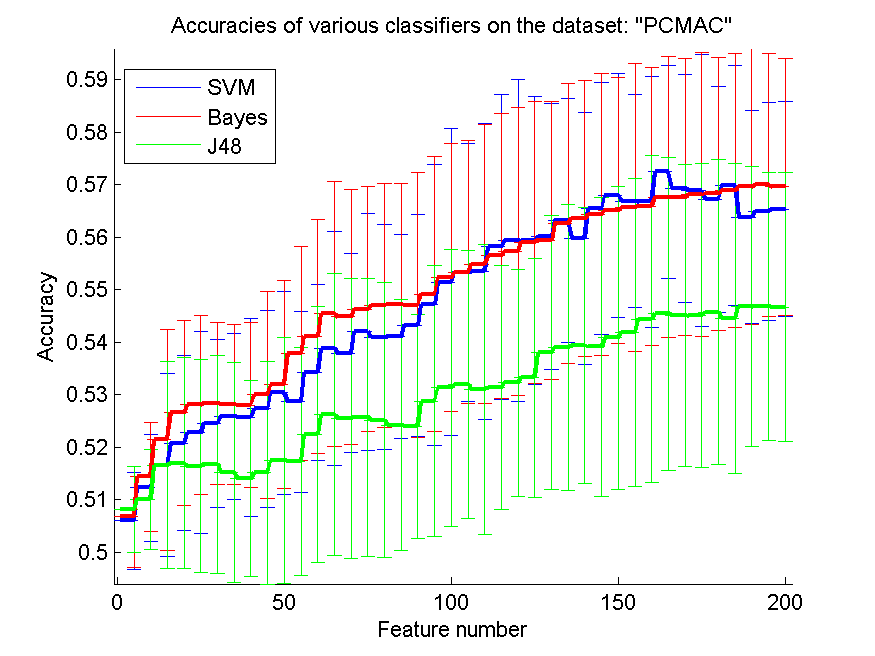 Accuracies of various classifiers on the dataset: "PCMAC"
SVM
Bayes
J48
Accuracy
0.59
0.58
0.57
0.56
0.55
0.54
0.53
0.52
0.51
0.5
0 50 100 150 200
Feature number